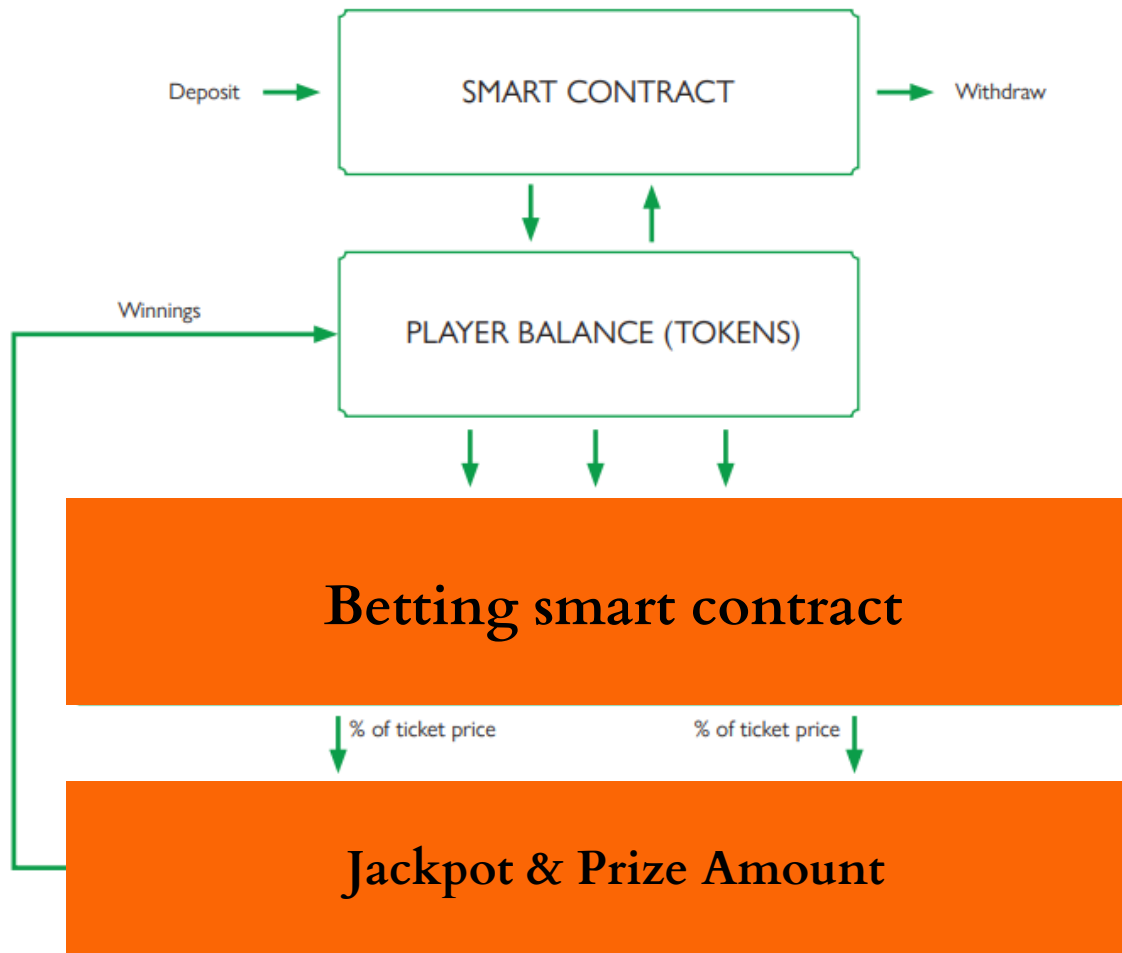 Deposit
SMART CONTRACT
Withdraw
Winnings
PLAYER BALANCE (TOKENS)
Betting smart contract
% of ticket price
% of ticket price
Jackpot & Prize Amount